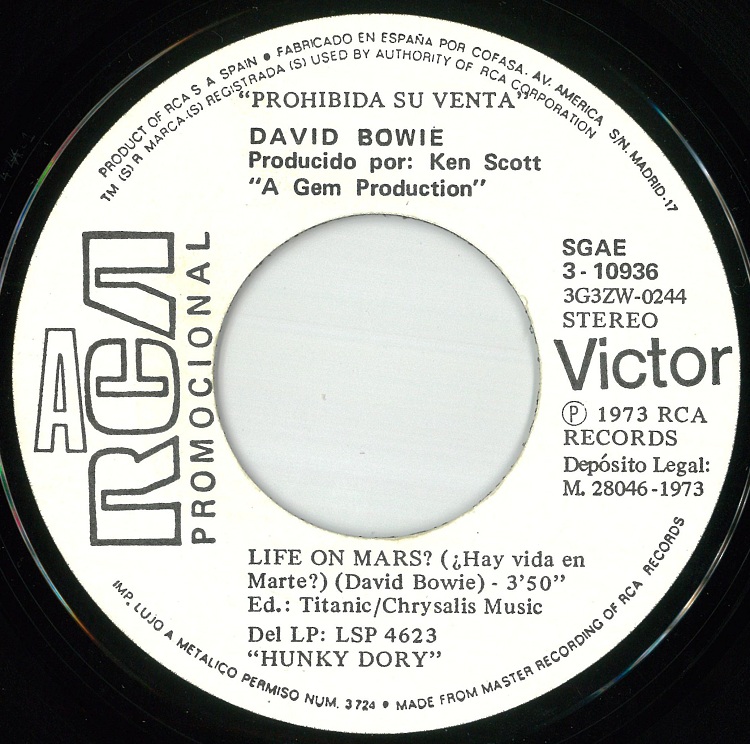 PRODUCT OF RCA S. A SPAIN • FABRICADO EN ESPAÑA POR COFASA. AV. AMERICA S/N. MADRID-17
TM (S) R MARCA.(S) REGISTRADA (S) USED BY AUTHORITY OF RCA CORPORATION
“PROHIBIDA SU VENTA”
DAVID BOWIE
Producido por: Ken Scott
“A Gem Production”
A
RCA
PROMOCIONAL
SGAE
3 - 10936
3G3ZW-0244
STEREO
Victor
Ⓟ 1973 RCA
RECORDS
Depósito Legal:
M. 28046-1973
LIFE ON MARS? (¿Hay vida en
Marte?) (David Bowie) - 3’50”
Ed.: Titanic/Chrysalis Music
Del LP: LSP 4623
“HUNKY DORY”
IMP. LUJO A METALICO PERMISO NUM. 3724 • MADE FROM MASTER RECORDING OF RCA RECORDS